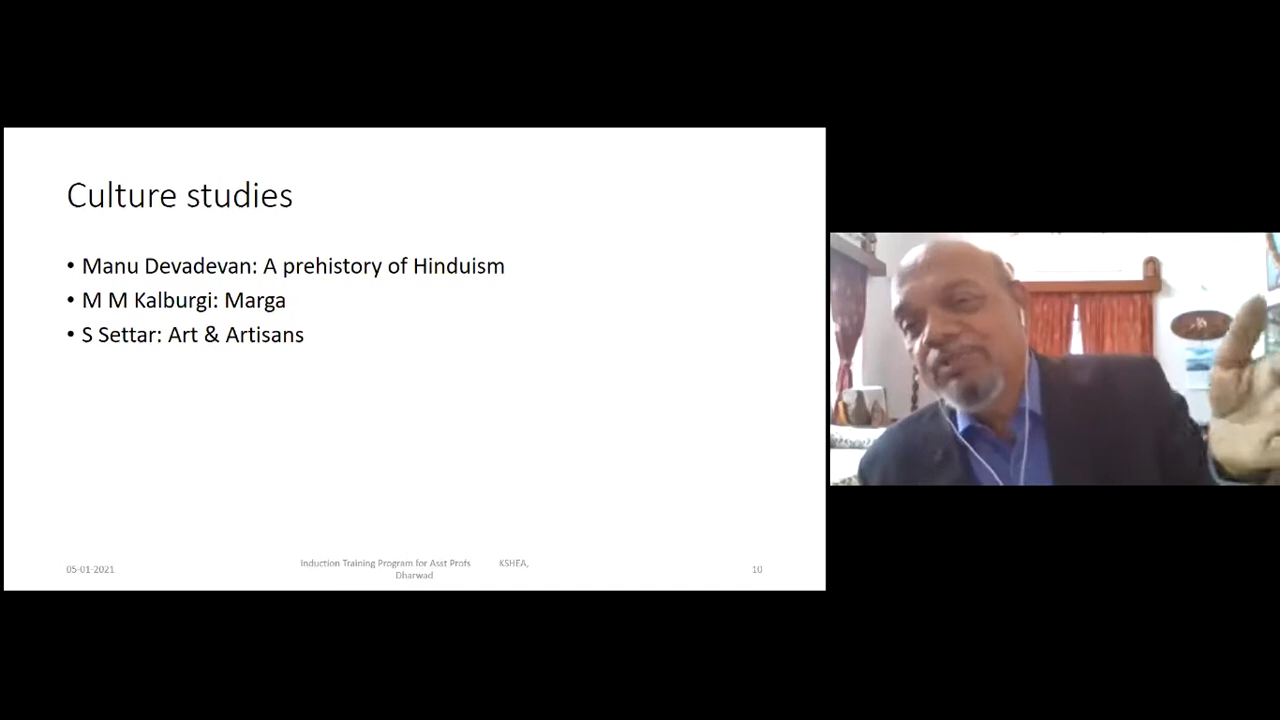 Culture studies
• Manu Devadevan: A prehistory of Hinduism
• M M Kalburgi: Marga
• S Settar: Art & Artisans
05-01-2021
Induction Training Program for Asst Profs KSHEA,
Dharwad
10